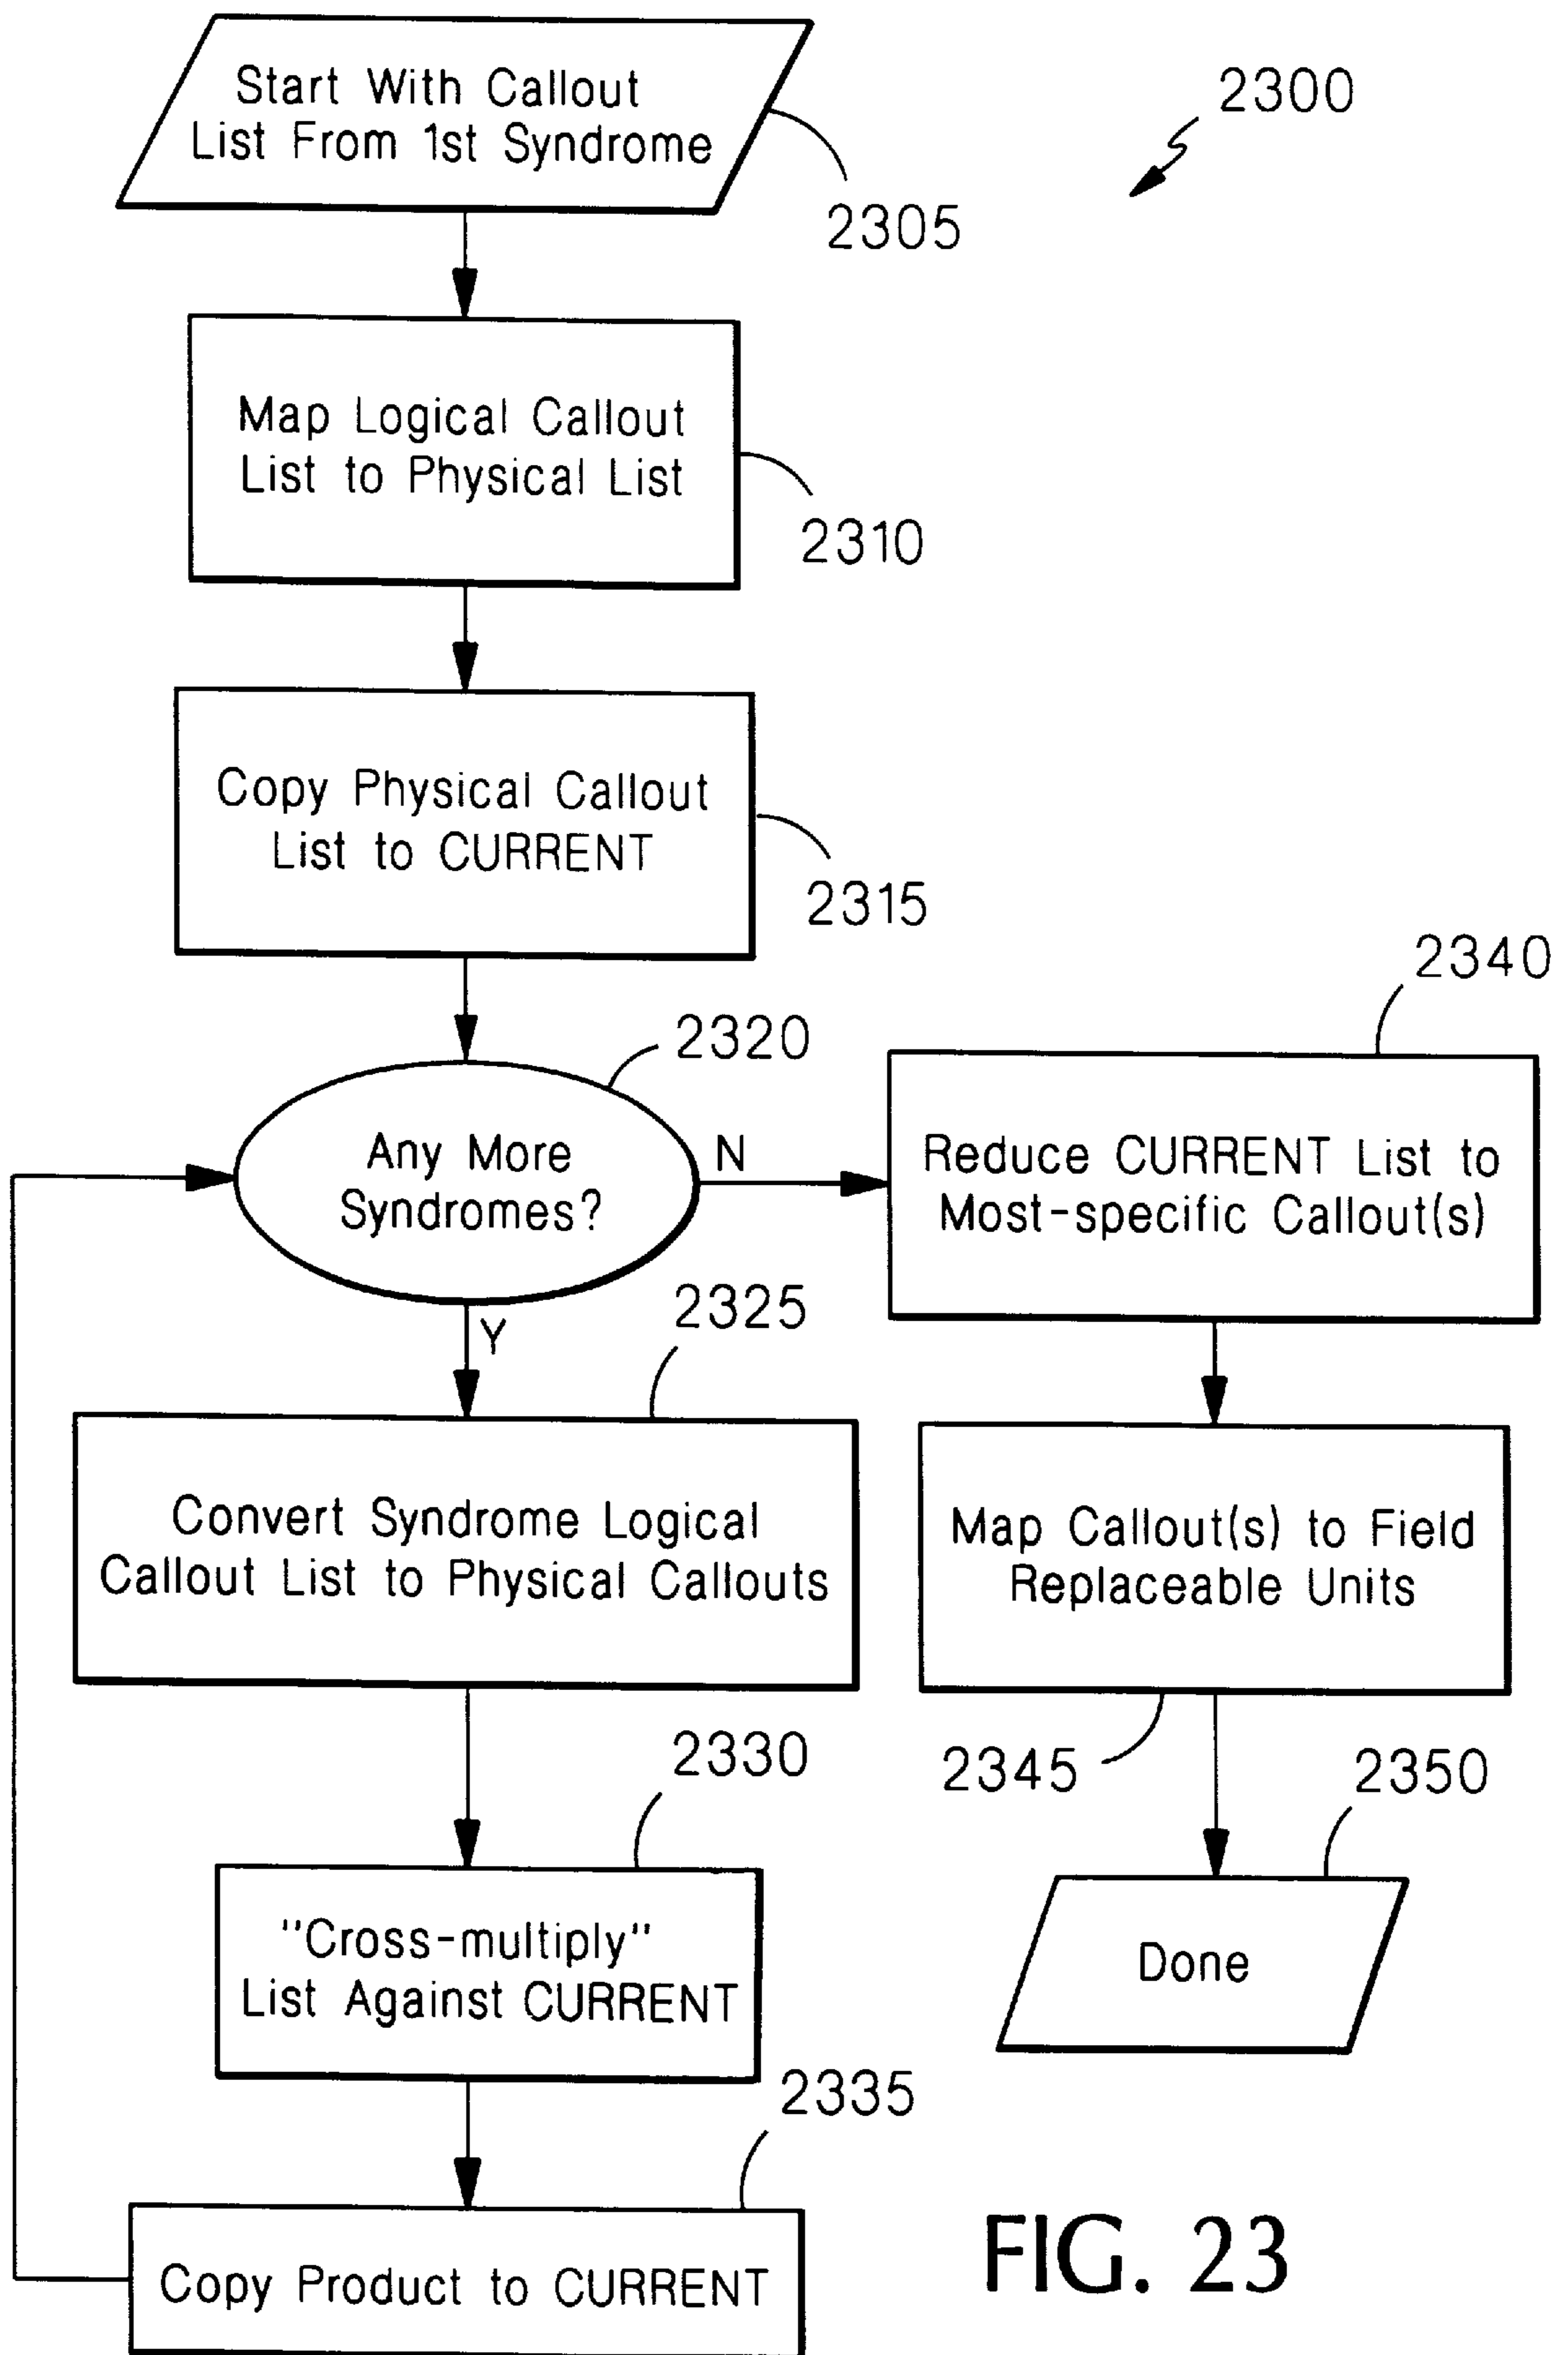 Start With Callout
List From 1st Syndrome
2300
2305
Map Logical Callout
List to Physical List
2310
Copy Physical Callout
List to CURRENT
2315
2320
Any More
Syndromes?
N
Y
2340
Reduce CURRENT List to
Most-specific Callout(s)
2325
Convert Syndrome Logical
Callout List to Physical Callouts
Map Callout(s) to Field
Replaceable Units
2345
2330
"Cross-multiply"
List Against CURRENT
2350
Done
2335
Copy Product to CURRENT
FIG. 23